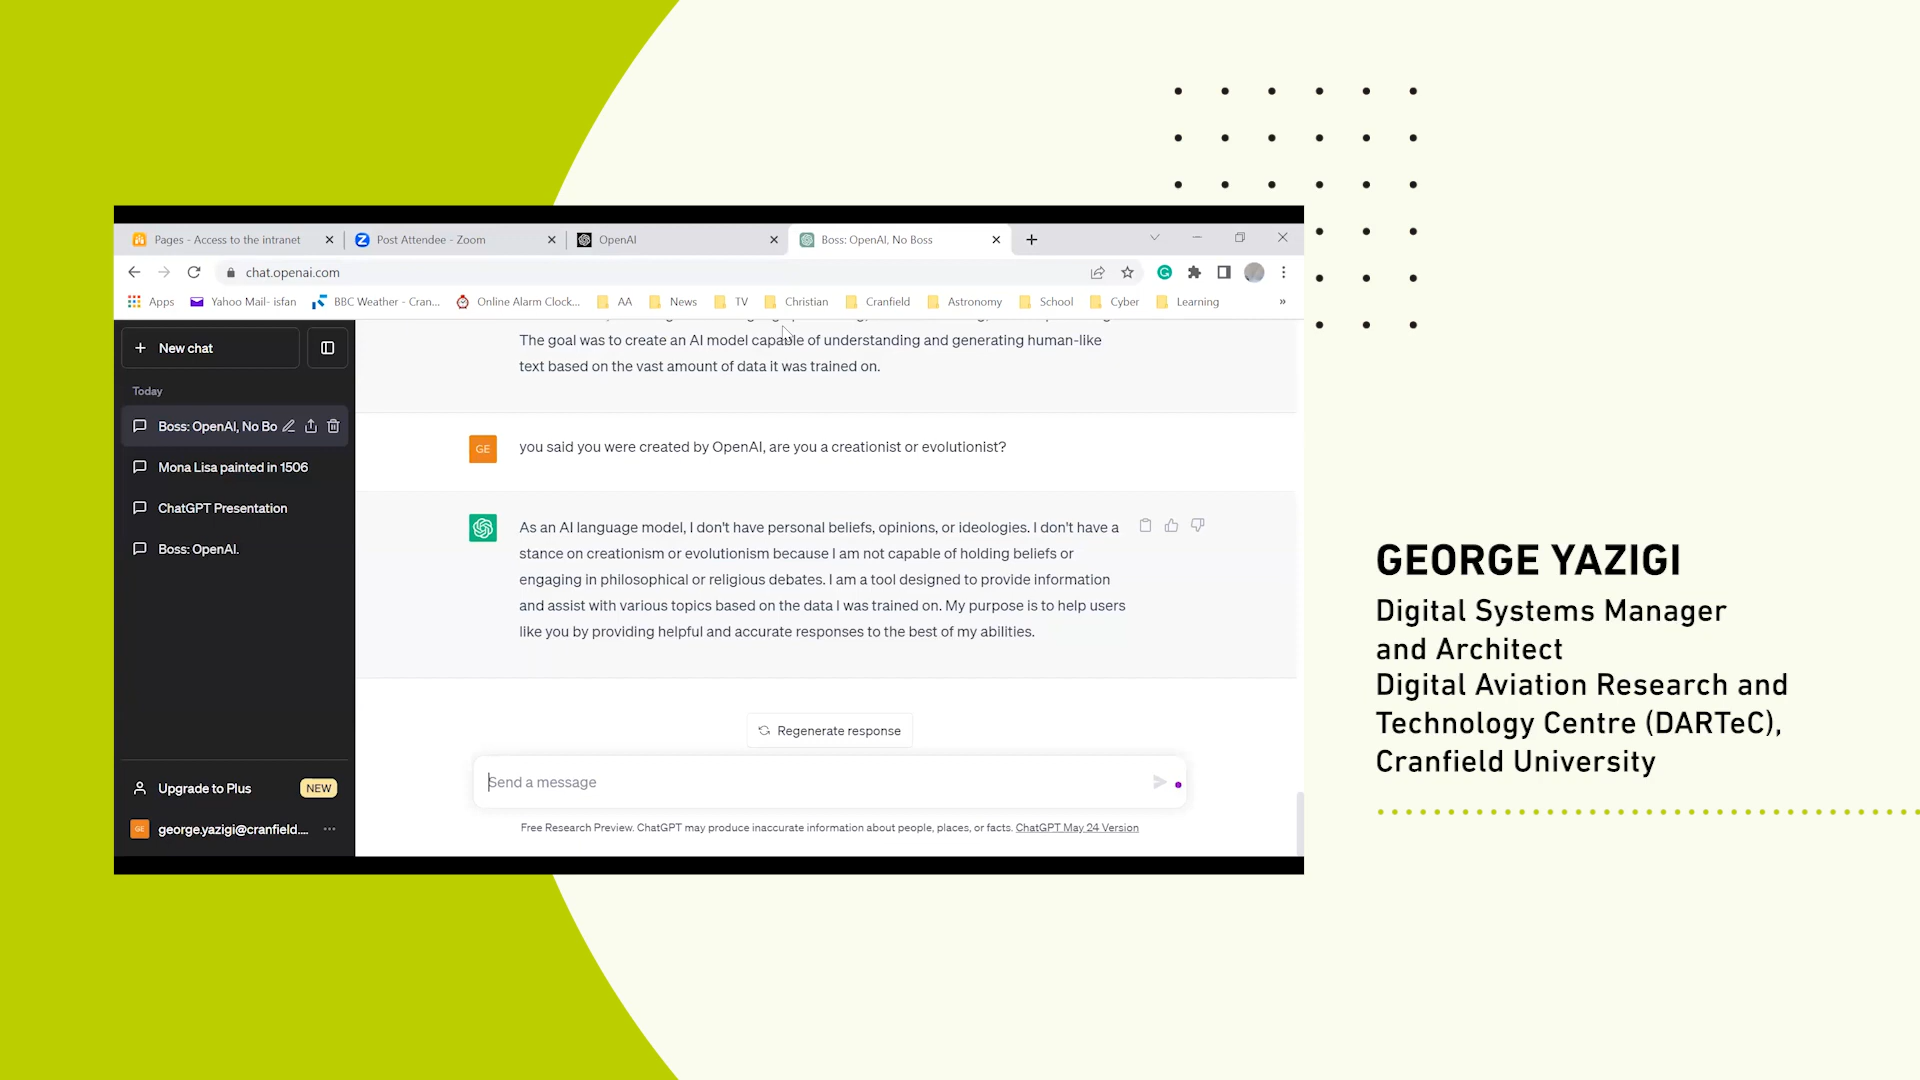 Pages - Access to the intranet
Post Attendee - Zoom
OpenAI
Boss: OpenAI, No Boss
chat.openai.com
Apps
Yahoo Mail- isfan
BBC Weather - Cran...
Online Alarm Clock...
AA
News
TV
Christian
Cranfield
Astronomy
School
Cyber
Learning
»
New chat
Today
Boss: OpenAI, No Bo
Mona Lisa painted in 1506
ChatGPT Presentation
Boss: OpenAI.
Upgrade to Plus
NEW
GE
george.yazigi@cranfield....
The goal was to create an AI model capable of understanding and generating human-like
text based on the vast amount of data it was trained on.
GE
you said you were created by OpenAI, are you a creationist or evolutionist?
As an AI language model, I don't have personal beliefs, opinions, or ideologies. I don't have a
stance on creationism or evolutionism because I am not capable of holding beliefs or
engaging in philosophical or religious debates. I am a tool designed to provide information
and assist with various topics based on the data I was trained on. My purpose is to help users
like you by providing helpful and accurate responses to the best of my abilities.
Regenerate response
Send a message
Free Research Preview. ChatGPT may produce inaccurate information about people, places, or facts. ChatGPT May 24 Version
GEORGE YAZIGI
Digital Systems Manager
and Architect
Digital Aviation Research and
Technology Centre (DARTeC),
Cranfield University